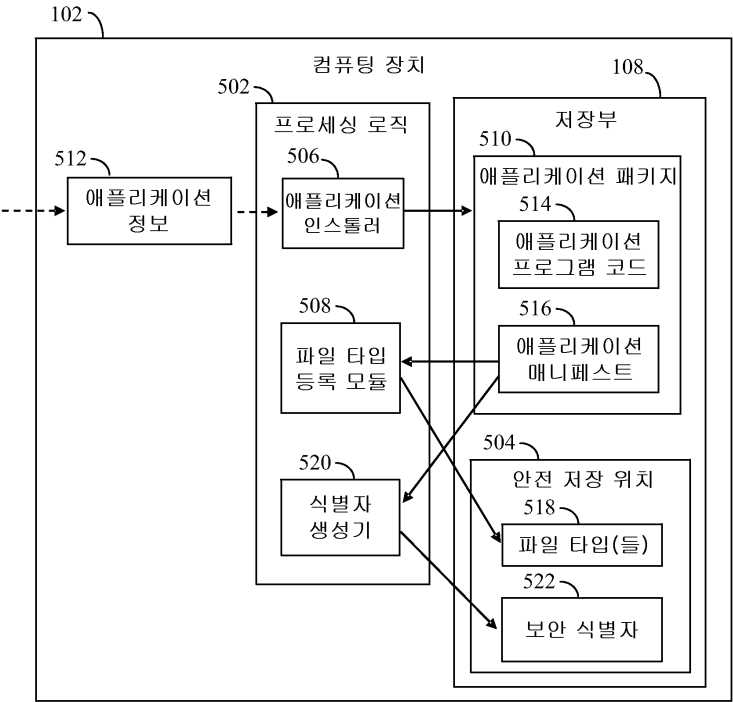 102
컴퓨팅 장치
502
프로세싱 로직
108
저장부
512
애플리케이션
정보
506
애플리케이션
인스톨러
510
애플리케이션 패키지
514
애플리케이션
프로그램 코드
508
파일 타입
등록 모듈
516
애플리케이션
매니페스트
520
식별자
생성기
504
안전 저장 위치
518
파일 타입(들)
522
보안 식별자